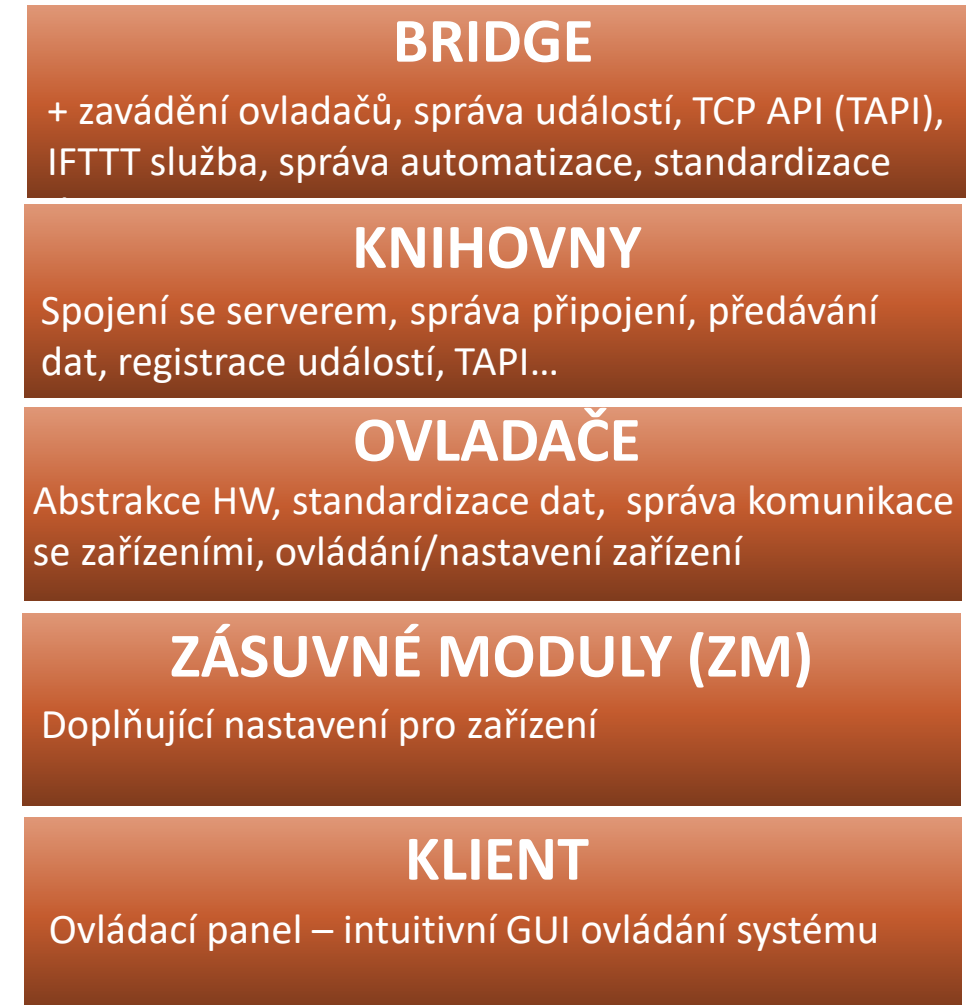 BRIDGE
+ zavádění ovladačů, správa událostí, TCP API (TAPI),
IFTTT služba, správa automatizace, standardizace
KNIHOVNY
Spojení se serverem, správa připojení, předávání
dat, registrace událostí, TAPI…
OVLADAČE
Abstrakce HW, standardizace dat,  správa komunikace
se zařízeními, ovládání/nastavení zařízení
ZÁSUVNÉ MODULY (ZM)
Doplňující nastavení pro zařízení
KLIENT
Ovládací panel – intuitivní GUI ovládání systému